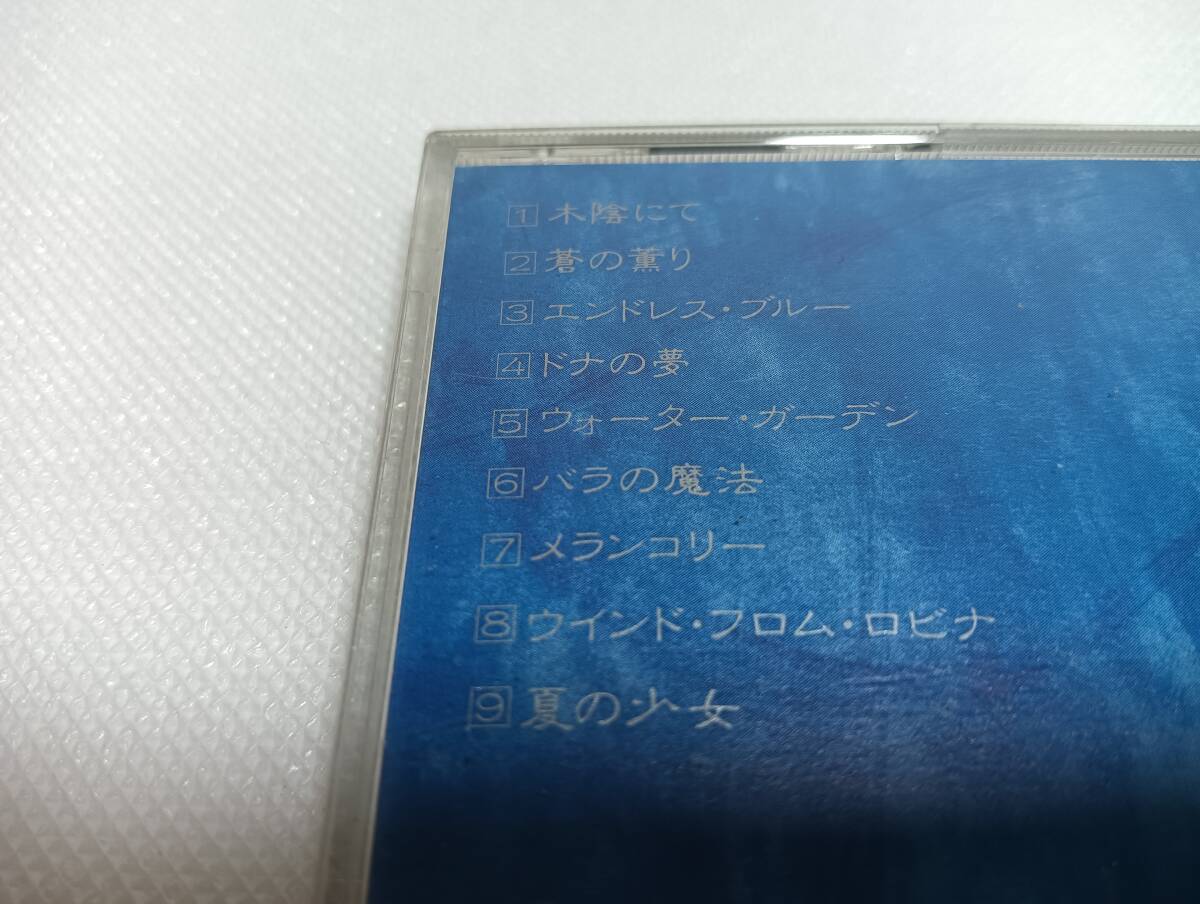 1 木陰にて
2 蒼の薫り
3 エンドレス・ブルー
4 ドナの夢
5 ウォーター・ガーデン
6 バラの魔法
7 メランコリー
8 ウインド・フロム・ロビナ
9 夏の少女